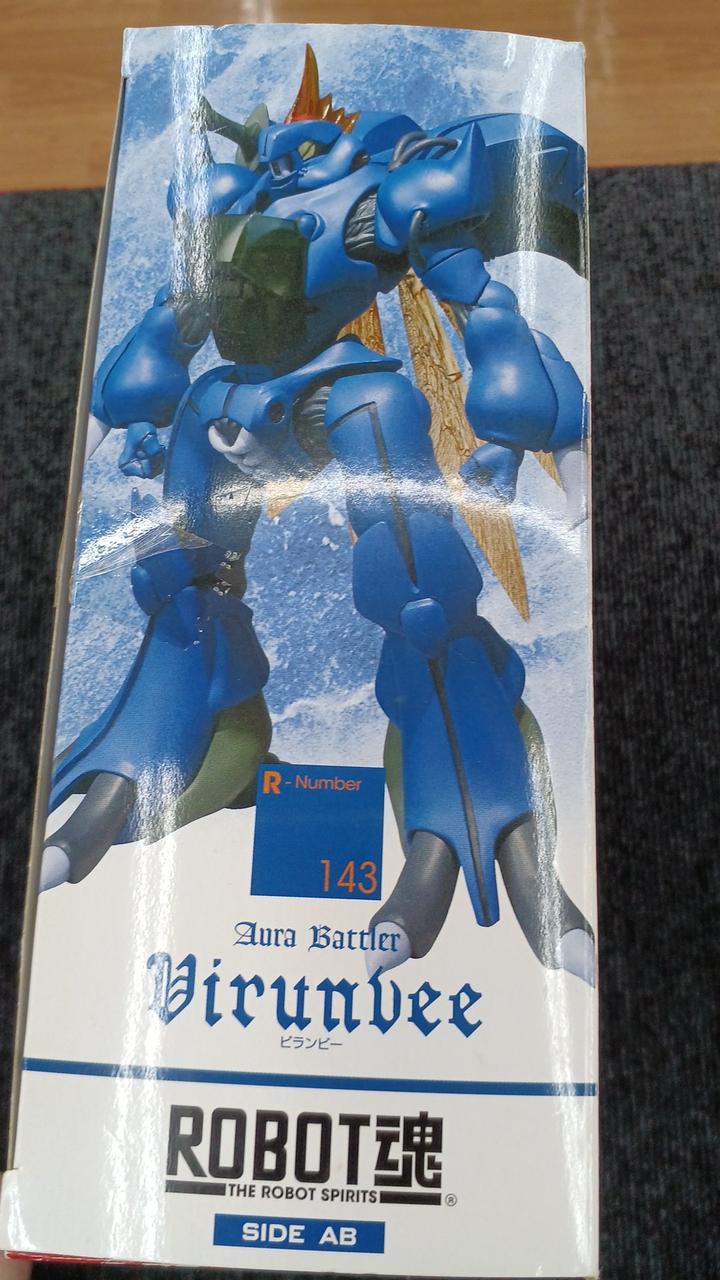 R-Number
143
Aura Battler
Virunvee
ビランビー
ROBOT魂
THE ROBOT SPIRITS
®
SIDE AB